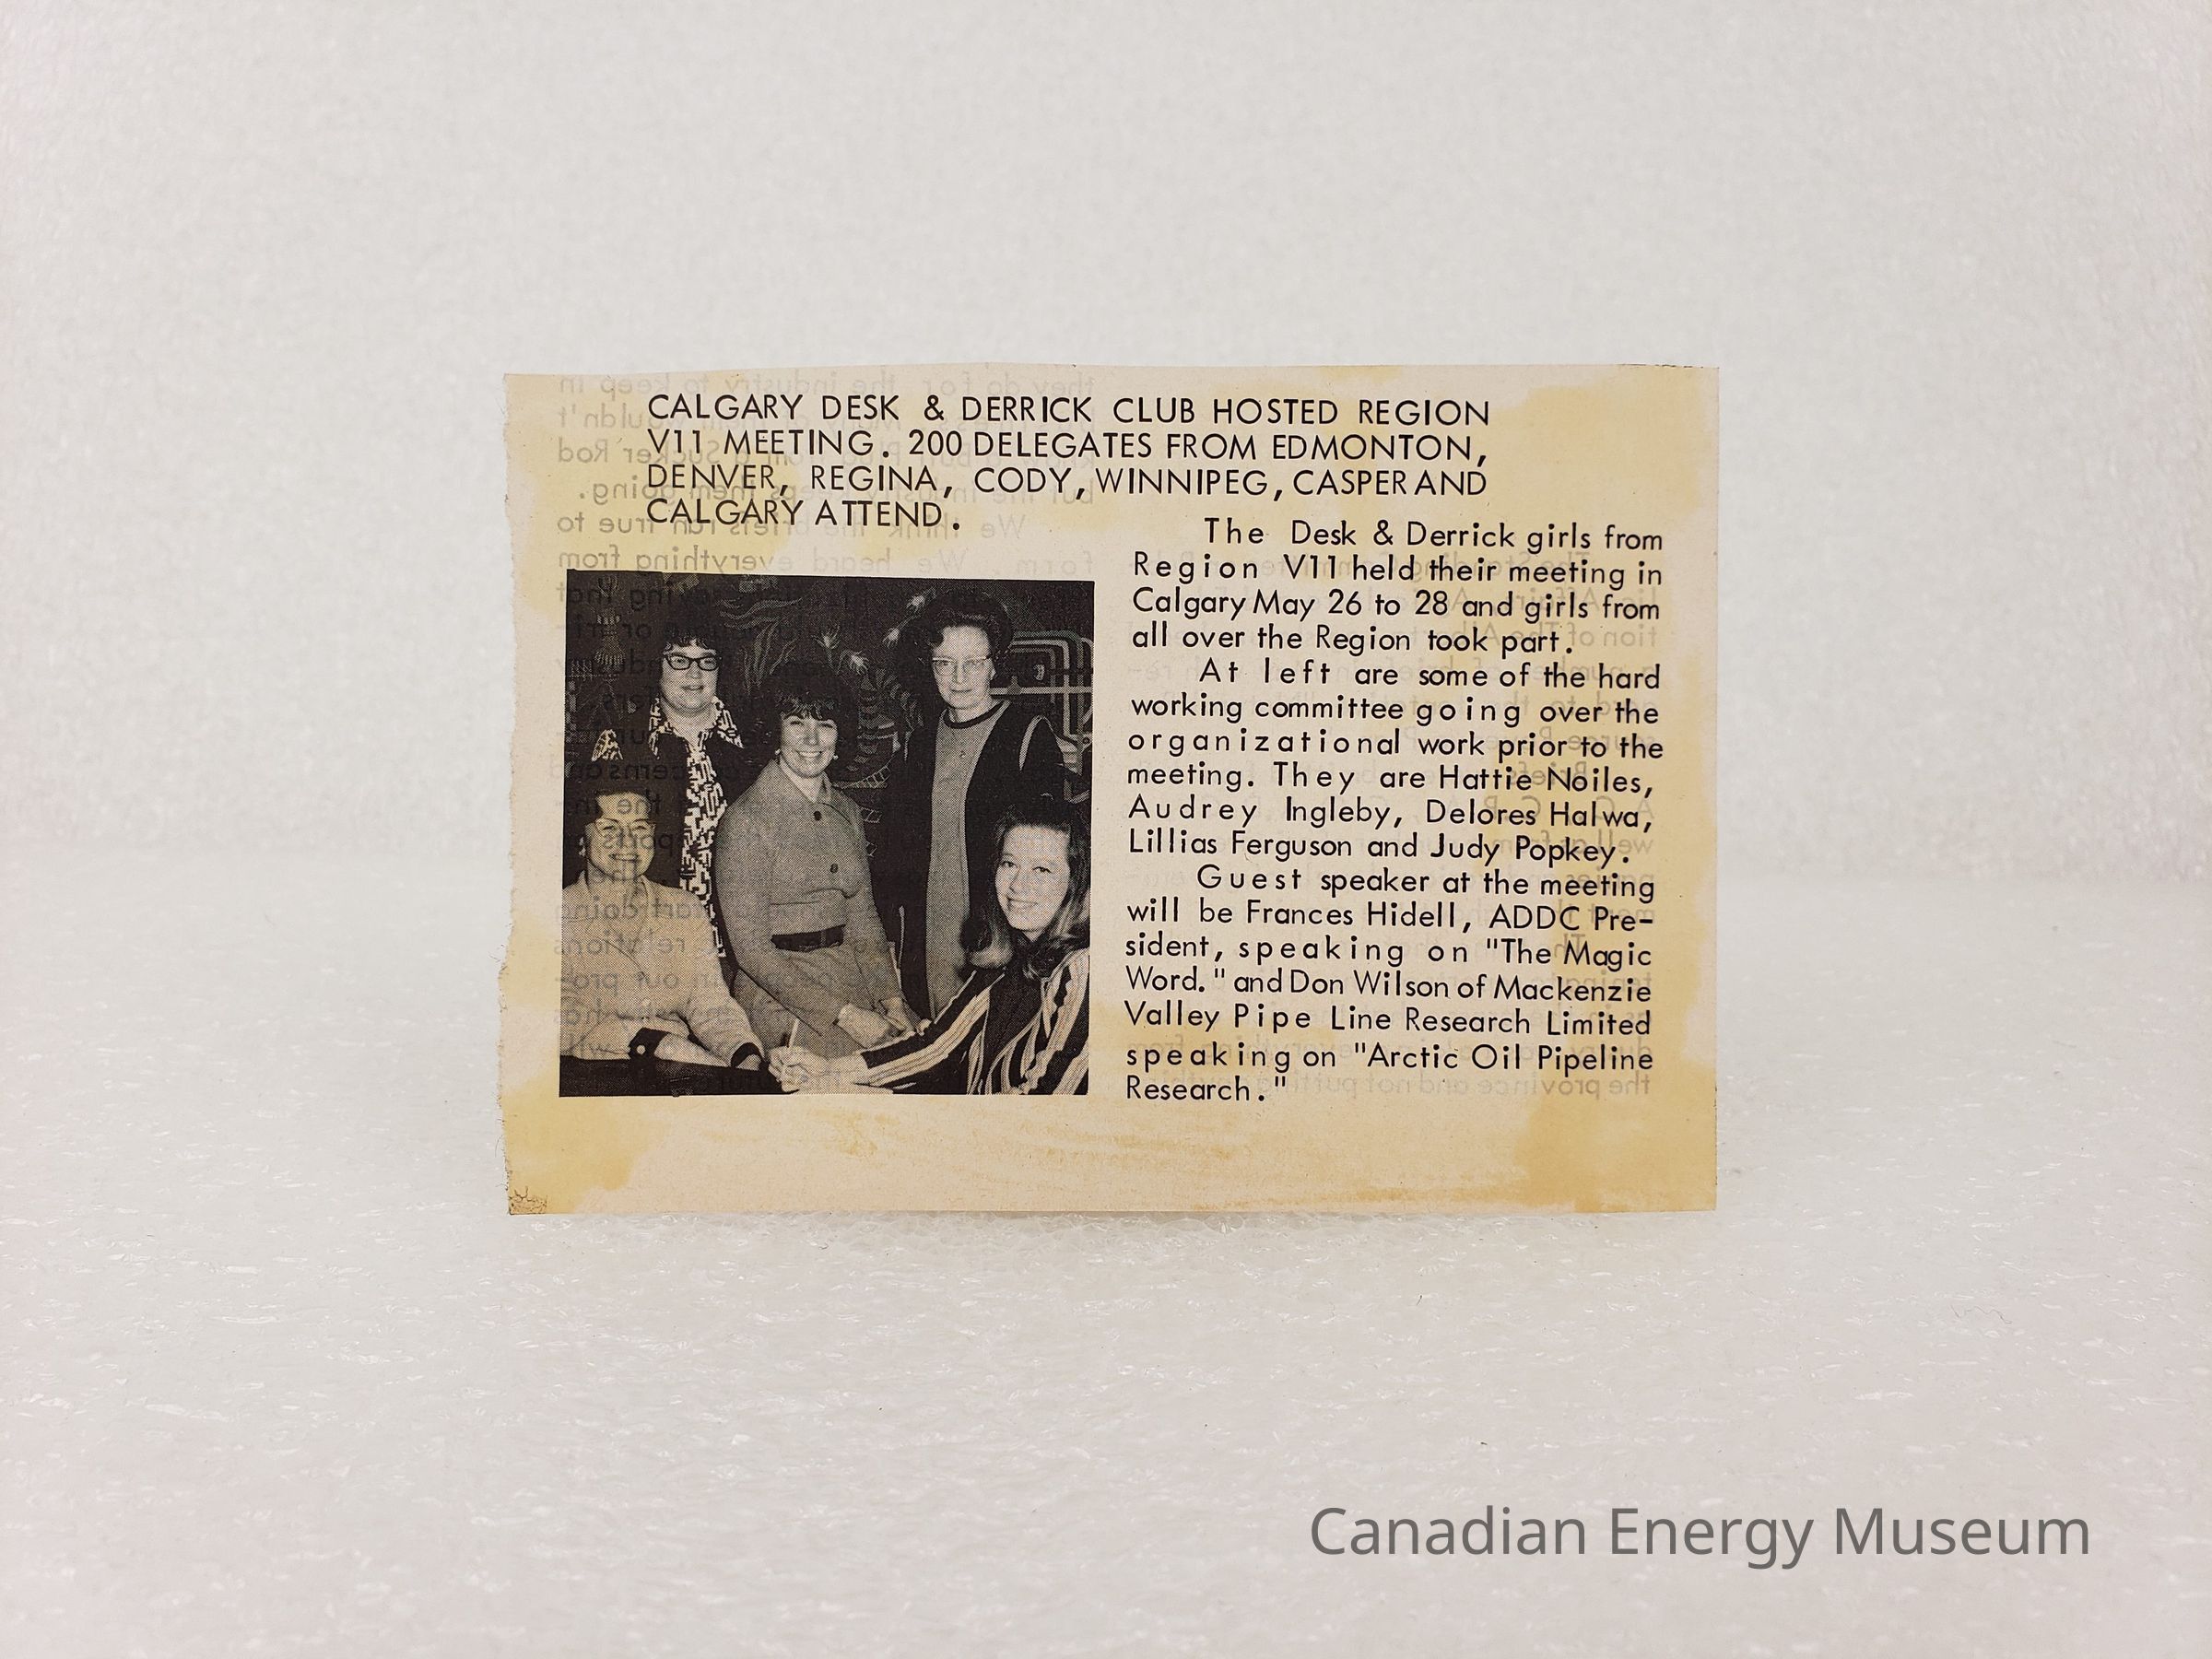 CALGARY DESK & DERRICK CLUB HOSTED REGION
V11 MEETING. 200 DELEGATES FROM EDMONTON,
DENVER, REGINA, CODY, WINNIPEG, CASPER AND
CALGARY ATTEND.
The Desk & Derrick girls from
Region V11 held their meeting in
Calgary May 26 to 28 and girls from
all over the Region took part.
At left are some of the hard
working committee going over the
organizational work prior to the
meeting. They are Hattie Noiles,
Audrey Ingleby, Delores Halwa,
Lillias Ferguson and Judy Popkey.
Guest speaker at the meeting
will be Frances Hidell, ADDC Pre-
sident, speaking on "The Magic
Word." and Don Wilson of Mackenzie
Valley Pipe Line Research Limited
speaking on "Arctic Oil Pipeline
Research."
Canadian Energy Museum